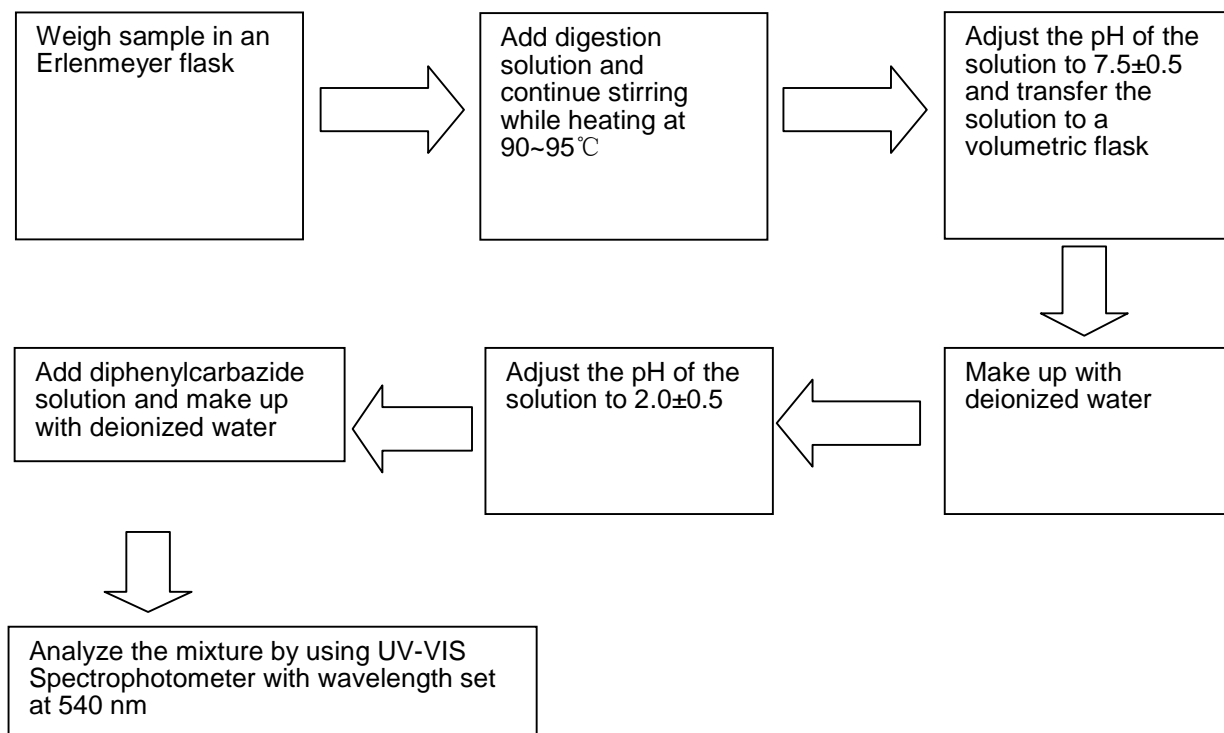 Weigh sample in an
Erlenmeyer flask
Add digestion
solution and
continue stirring
while heating at
90~95℃
Adjust the pH of the
solution to 7.5±0.5
and transfer the
solution to a
volumetric flask
Make up with
deionized water
Adjust the pH of the
solution to 2.0±0.5
Add diphenylcarbazide
solution and make up
with deionized water
Analyze the mixture by using UV-VIS
Spectrophotometer with wavelength set
at 540 nm